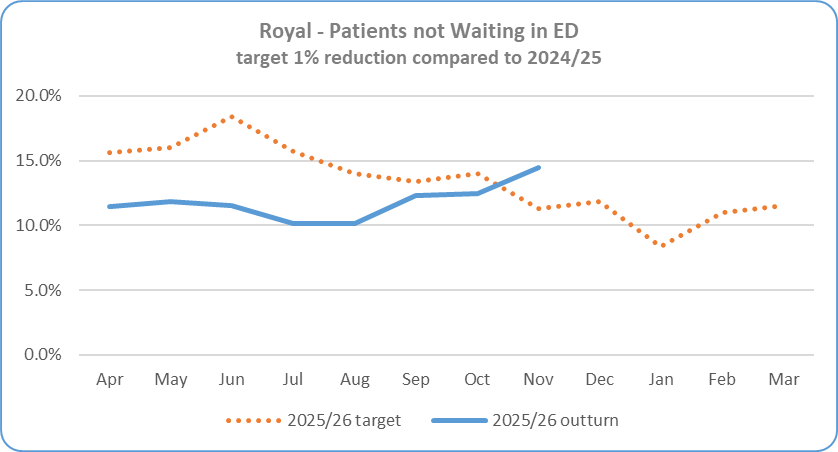 Royal - Patients not Waiting in ED
target 1% reduction compared to 2024/25
20.0%
15.0%
10.0%
5.0%
0.0%
Apr May Jun Jul Aug Sep Oct Nov Dec Jan Feb Mar
2025/26 target 2025/26 outturn